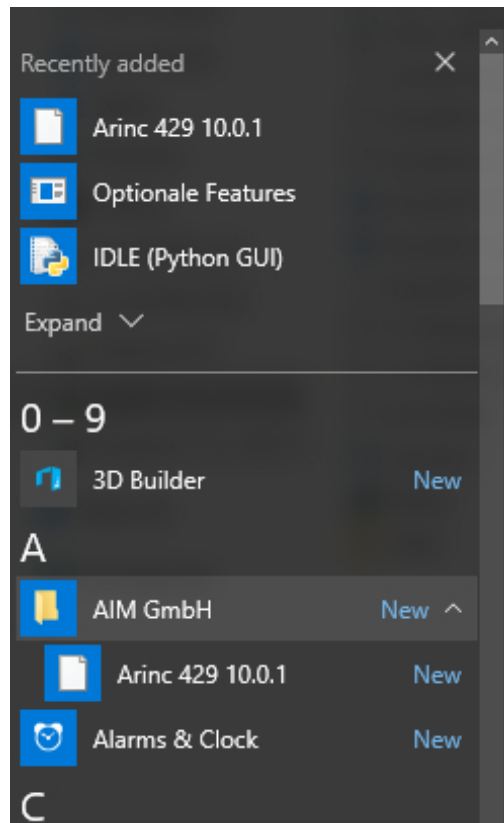 Recently added
Arinc 429 10.0.1
Optionale Features
IDLE (Python GUI)
Expand
0 – 9
3D Builder New
A
AIM GmbH New
Arinc 429 10.0.1 New
Alarms & Clock New
C